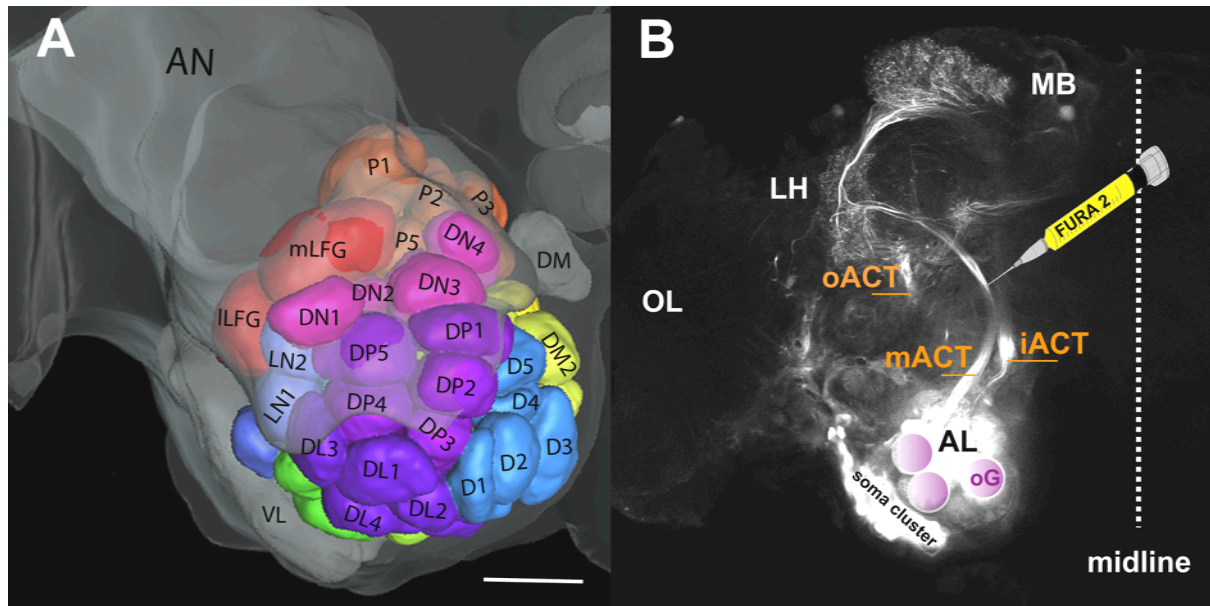 A
AN
P1
P2
P3
mLFG
P5
DN4
DM
DN2
DN3
lLFG
DN1
LN2
DP5
DP1
DM2
D5
LN1
DP4
DP2
D4
DL3
DP3
D3
DL1
D2
D1
VL
DL4
DL2
B
MB
LH
FURA 2
oACT
OL
mACT
iACT
AL
oG
soma cluster
midline